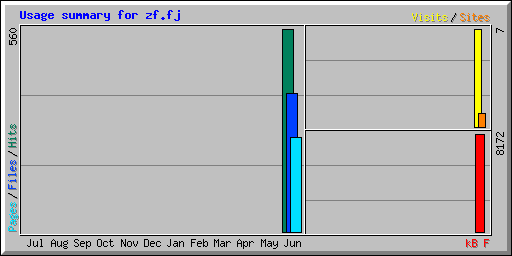 Usage summary for zf.fj
Visits/Sites
560
7
Pages/Files/Hits
8172
Jul Aug Sep Oct Nov Dec Jan Feb Mar Apr May Jun
kB F